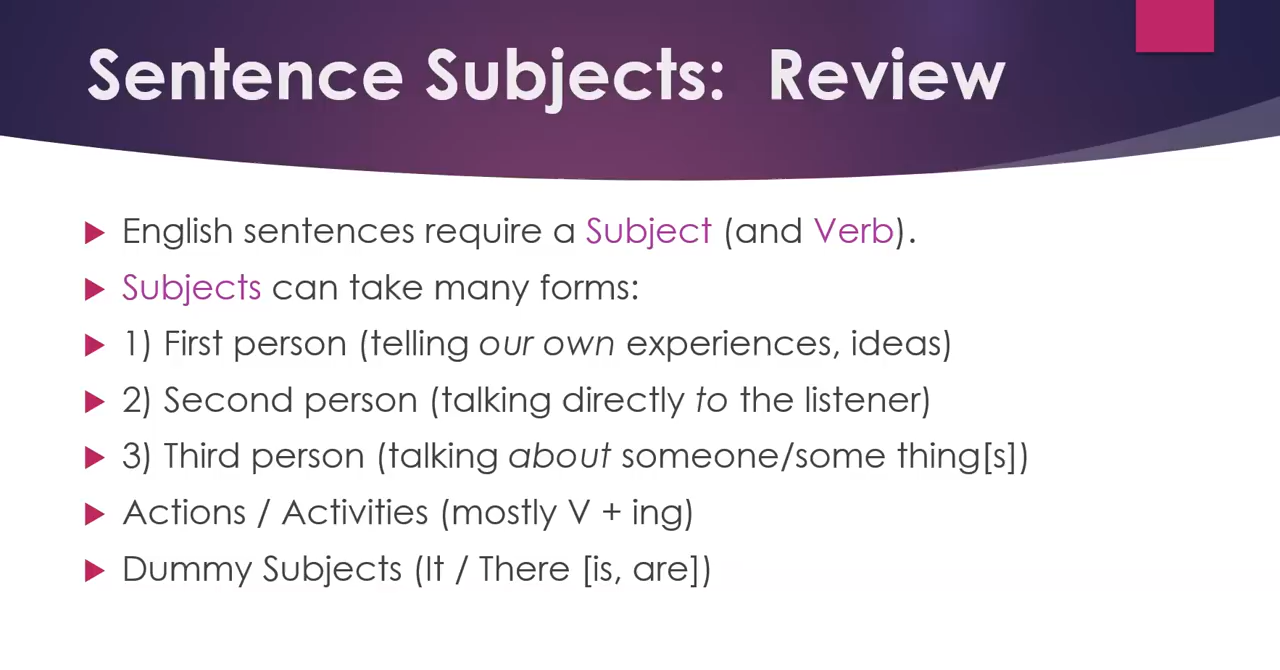 Sentence Subjects:  Review
English sentences require a Subject (and Verb).
Subjects can take many forms:
1) First person (telling our own experiences, ideas)
2) Second person (talking directly to the listener)
3) Third person (talking about someone/some thing[s])
Actions / Activities (mostly V + ing)
Dummy Subjects (It / There [is, are])